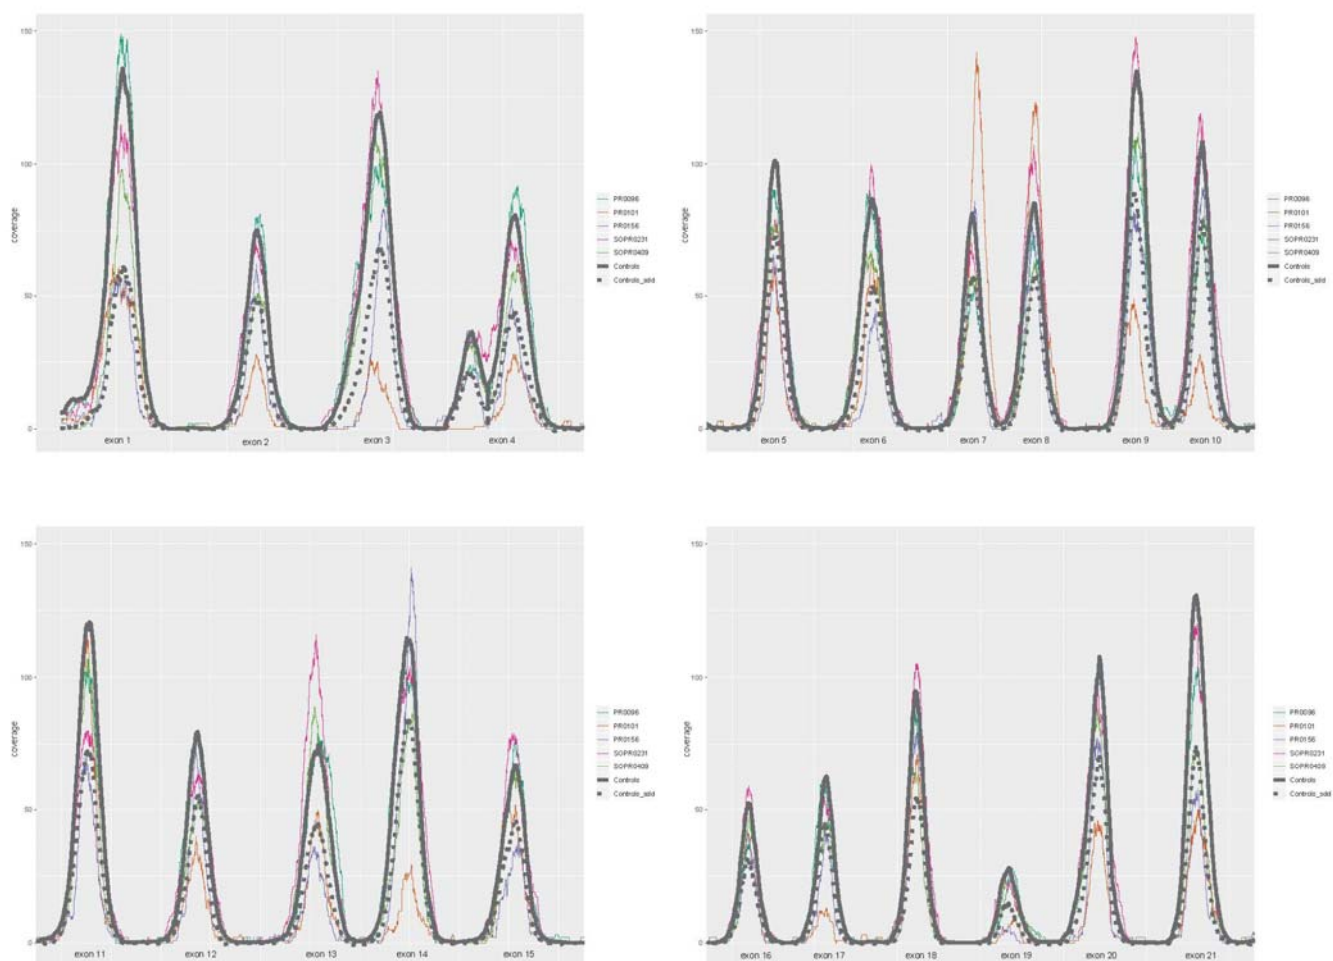 150
100
50
0
coverage
exon 1
exon 2
exon 3
exon 4
PR0096
PR0101
PR0156
SOPR0231
SOPR0409
Controls
Controls_sdd
150
100
50
0
coverage
exon 5
exon 6
exon 7
exon 8
exon 9
exon 10
PR0096
PR0101
PR0156
SOPR0231
SOPR0409
Controls
Controls_sdd
150
100
50
0
coverage
exon 11
exon 12
exon 13
exon 14
exon 15
PR0096
PR0101
PR0156
SOPR0231
SOPR0409
Controls
Controls_sdd
150
100
50
0
coverage
exon 16
exon 17
exon 18
exon 19
exon 20
exon 21
PR0096
PR0101
PR0156
SOPR0231
SOPR0409
Controls
Controls_sdd